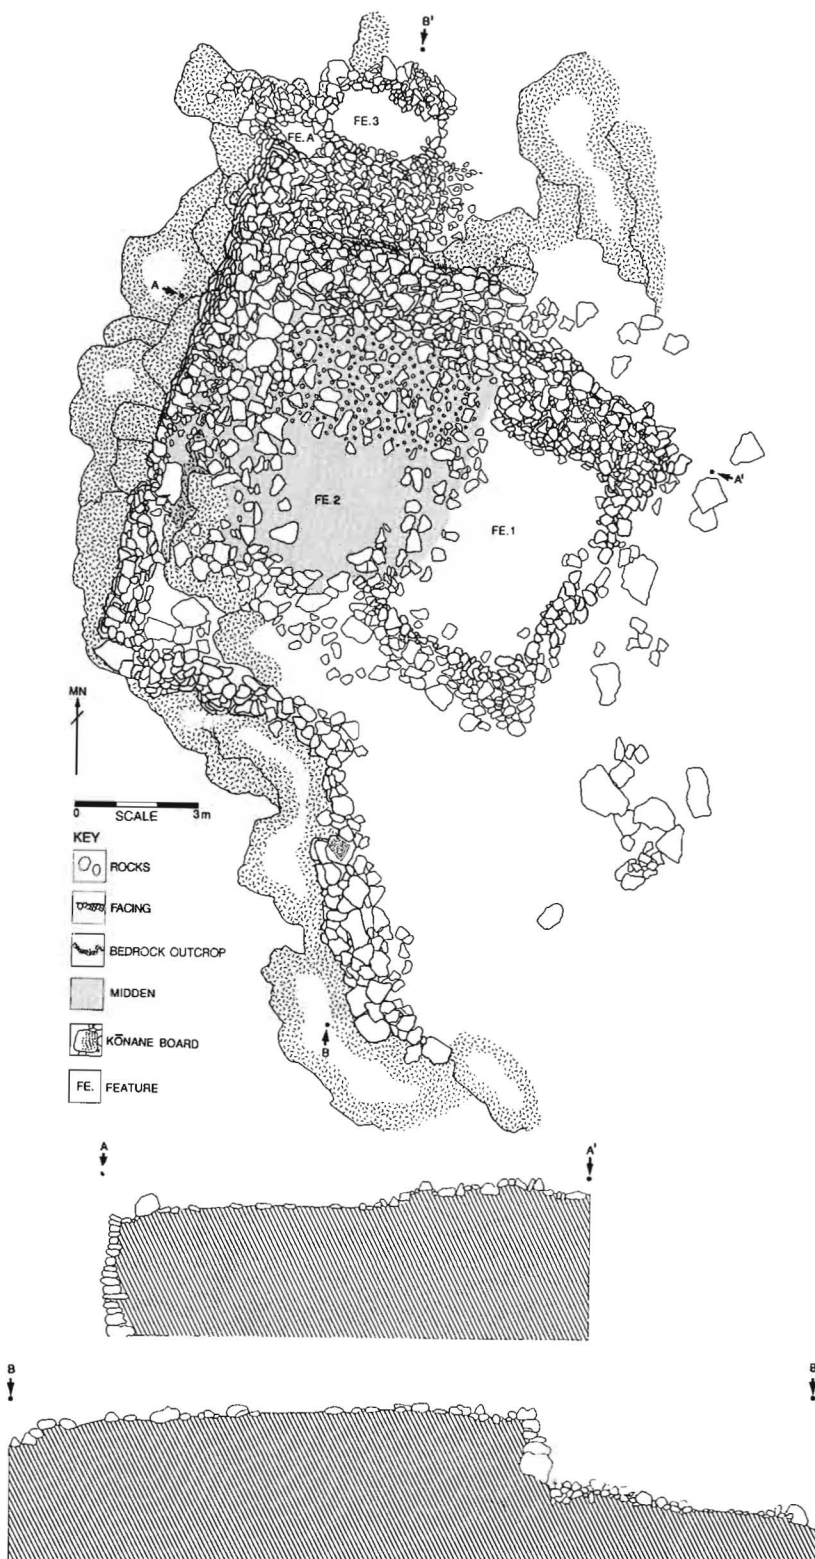 B'
FE. 3
FE. A
A
A'
FE. 2
FE. 1
MN
0 3m
SCALE
KEY
ROCKS
FACING
BEDROCK OUTCROP
MIDDEN
KŌNANE BOARD
FE. FEATURE
B
A A'
B B